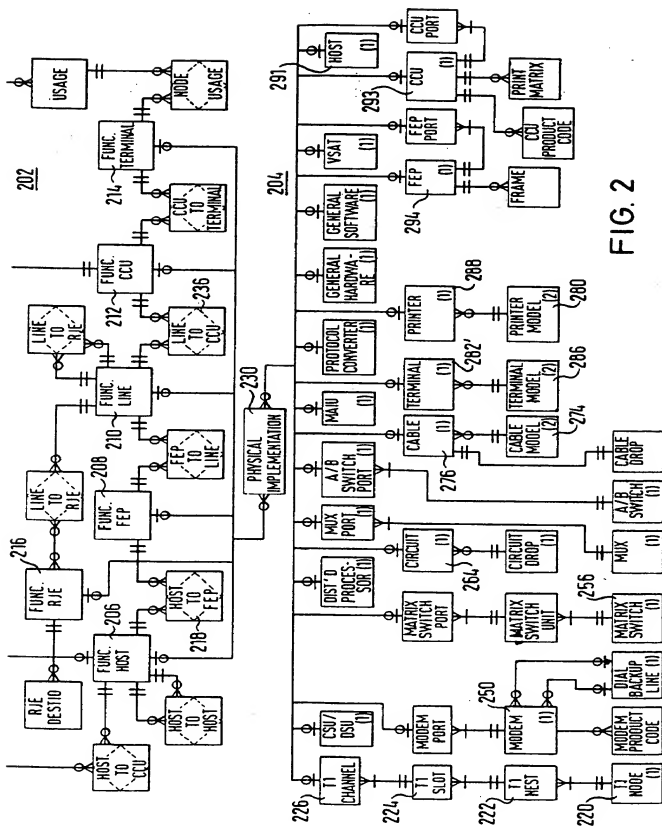 202
USAGE
NODE
USAGE
FUNC.
TERMINAL
214
CCU
TO
TERMINAL
FUNC.
CCU
212
LINE
TO
CCU
236
LINE
TO
RJE
FUNC.
LINE
210
LINE
TO
RJE
FEP
TO
LINE
208
FUNC.
FEP
216
FUNC.
RJE
HOST
TO
FEP
218
206
FUNC.
HOST
RJE
DESTIO
HOST
TO
HOST
HOST
TO
CCU
230
PHYSICAL
IMPLEMENTATION
204
226
T1
CHANNEL
224
T1
SLOT
222
T1
NEST
(1)
220
T1
NODE
(1)
CSU/
DSU
(1)
MODEM
PORT
250
MODEM
(1)
MODEM
PRODUCT
CODE
DIAL
BACKUP
LINE (1)
DIST'D
PROCES-
SOR (1)
MATRIX
SWITCH
PORT
MATRIX
SWITCH
UNIT
256
MATRIX
SWITCH
(1)
MUX
PORT
CIRCUIT
(1)
264
CIRCUIT
DROP
(1)
MUX
(1)
A/B
SWITCH
PORT
A/B
SWITCH
(1)
MAIU
(1)
CABLE
(1)
276
CABLE
MODEL
(2)
274
CABLE
DROP
PROTOCOL
CONVERTER
(1)
TERMINAL
(1)
282'
TERMINAL
MODEL
(2)
286
GENERAL
HARDWA-
RE (1)
PRINTER
(1)
288
PRINTER
MODEL
(2)
280
GENERAL
SOFTWARE
(1)
VSAT
(1)
FEP
(1)
294
FEP
PORT
FRAME
291
HOST
(1)
293
CCU
(1)
CCU
PORT
PRINT
MATRIX
CCU
PRODUCT
CODE
FIG. 2